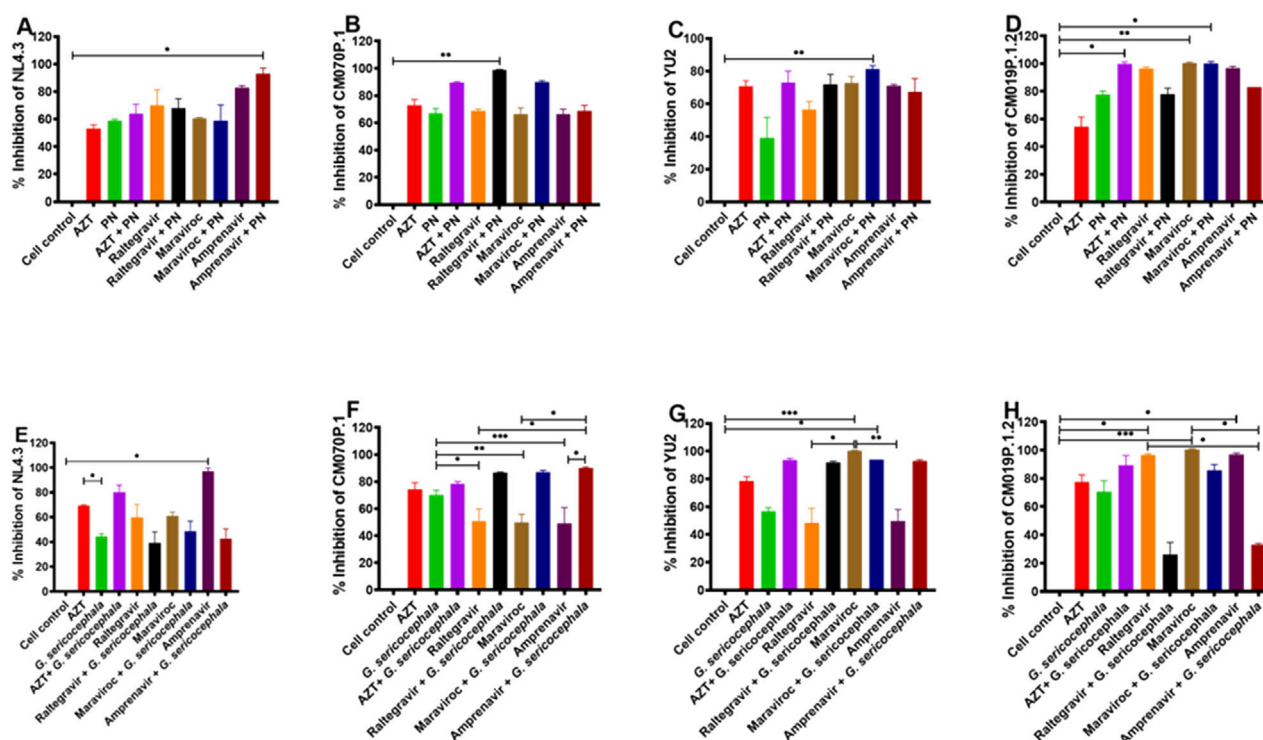 A
% Inhibition of NL4.3
120
100
80
60
40
20
0
*
Cell control
AZT
PN
AZT + PN
Raltegravir
Raltegravir + PN
Maraviroc
Maraviroc + PN
Amprenavir
Amprenavir + PN
B
% Inhibition of CM070P.1
120
100
80
60
40
20
0
**
Cell control
AZT
PN
AZT + PN
Raltegravir
Raltegravir + PN
Maraviroc
Maraviroc + PN
Amprenavir
Amprenavir + PN
C
% Inhibition of YU2
100
80
60
40
20
0
**
Cell control
AZT
PN
AZT + PN
Raltegravir
Raltegravir + PN
Maraviroc
Maraviroc + PN
Amprenavir
Amprenavir + PN
D
% Inhibition of CM019P.1.2
120
100
80
60
40
20
0
*
**
*
Cell control
AZT
PN
AZT + PN
Raltegravir
Raltegravir + PN
Maraviroc
Maraviroc + PN
Amprenavir
Amprenavir + PN
E
% Inhibition of NL4.3
120
100
80
60
40
20
0
*
*
Cell control
AZT
G. sericocephala
AZT+ G. sericocephala
Raltegravir
Raltegravir + G. sericocephala
Maraviroc
Maraviroc + G. sericocephala
Amprenavir
Amprenavir + G. sericocephala
F
% Inhibition of CM070P.1
120
100
80
60
40
20
0
*
*
***
**
*
*
Cell control
AZT
G. sericocephala
AZT+ G. sericocephala
Raltegravir
Raltegravir + G. sericocephala
Maraviroc
Maraviroc + G. sericocephala
Amprenavir
Amprenavir + G. sericocephala
G
% Inhibition of YU2
120
100
80
60
40
20
0
***
*
*
**
Cell control
AZT
G. sericocephala
AZT+ G. sericocephala
Raltegravir
Raltegravir + G. sericocephala
Maraviroc
Maraviroc + G. sericocephala
Amprenavir
Amprenavir + G. sericocephala
H
% Inhibition of CM019P.1.2
120
100
80
60
40
20
0
*
*
*
***
*
Cell control
AZT
G. sericocephala
AZT+ G. sericocephala
Raltegravir
Raltegravir + G. sericocephala
Maraviroc
Maraviroc + G. sericocephala
Amprenavir
Amprenavir + G. sericocephala